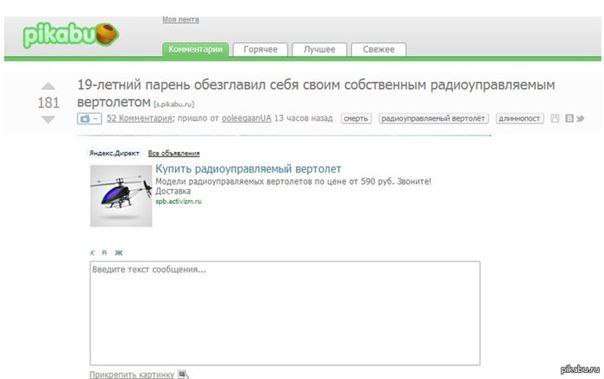 Моя лента
pikabu
Комментарии Горячее Лучшее Свежее
19-летний парень обезглавил себя своим собственным радиоуправляемым
181
вертолетом [s.pikabu.ru]
52 Комментария; пришло от ooleeqaanUA 13 часов назад смерть радиоуправляемый вертолёт длиннопост
Яндекс.Директ Все объявления
Купить радиоуправляемый вертолет
Модели радиоуправляемых вертолетов по цене от 590 руб. Звоните!
Доставка
spb.activizm.ru
К Я Ж
Введите текст сообщения...
Прикрепить картинку
pikabu.ru